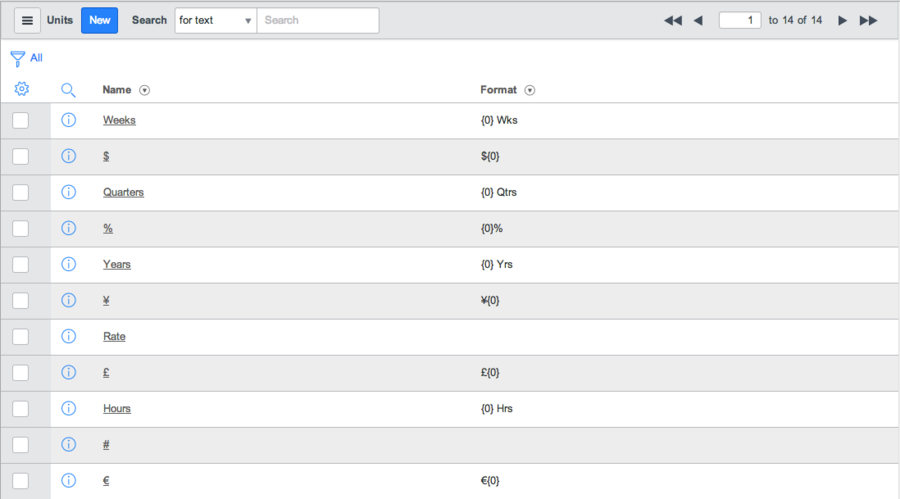 Units New Search for text Search 1 to 14 of 14
All
Name Format
Weeks {0} Wks
$ ${0}
Quarters {0} Qtrs
% {0}%
Years {0} Yrs
¥ ¥{0}
Rate
£ £{0}
Hours {0} Hrs
#
€ €{0}